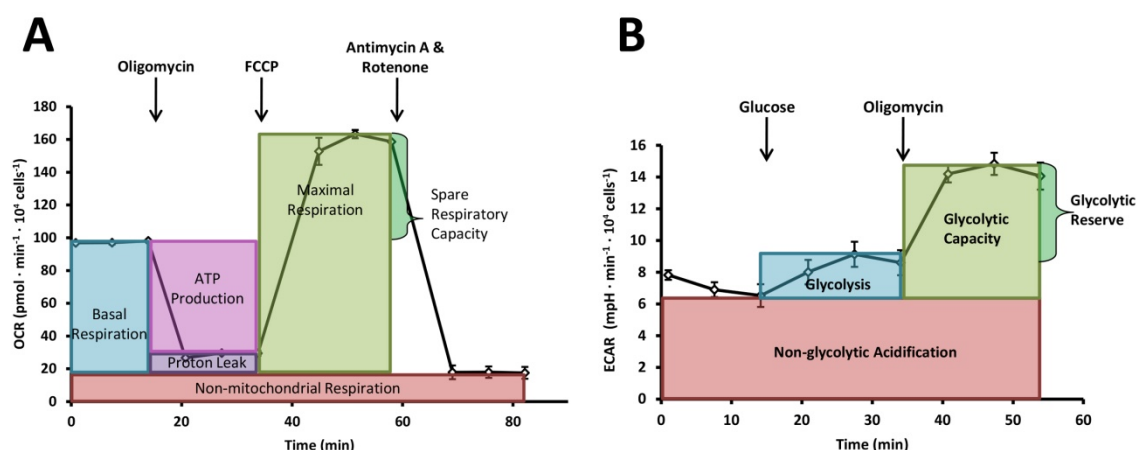 A
Oligomycin
FCCP
Antimycin A &
Rotenone
180
160
140
120
100
80
60
40
20
0
OCR (pmol · min⁻¹ · 10⁴ cells⁻¹)
Basal
Respiration
ATP
Production
Proton Leak
Maximal
Respiration
Spare
Respiratory
Capacity
Non-mitochondrial Respiration
0
20
40
60
80
Time (min)
B
Glucose
Oligomycin
16
14
12
10
8
6
4
2
0
ECAR (mpH · min⁻¹ · 10⁴ cells⁻¹)
Glycolysis
Glycolytic
Capacity
Glycolytic
Reserve
Non-glycolytic Acidification
0
10
20
30
40
50
60
Time (min)